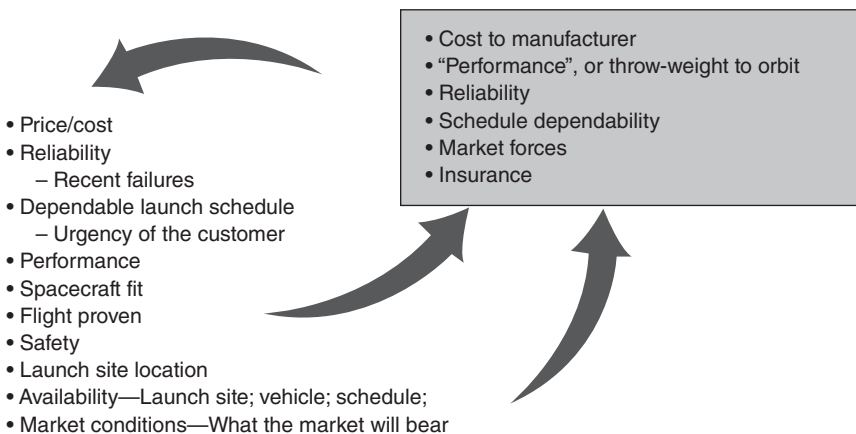 • Cost to manufacturer
• “Performance”, or throw-weight to orbit
• Reliability
• Schedule dependability
• Market forces
• Insurance
• Price/cost
• Reliability
– Recent failures
• Dependable launch schedule
– Urgency of the customer
• Performance
• Spacecraft fit
• Flight proven
• Safety
• Launch site location
• Availability—Launch site; vehicle; schedule;
• Market conditions—What the market will bear